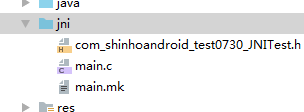 java
jni
com_shinhoandroid_test0730_JNITest.h
main.c
main.mk
res